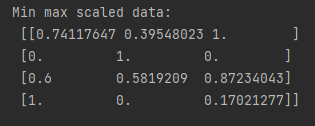 Min max scaled data:
 [[0.74117647 0.39548023 1.        ]
 [0.         1.         0.        ]
 [0.6        0.5819209  0.87234043]
 [1.         0.         0.17021277]]